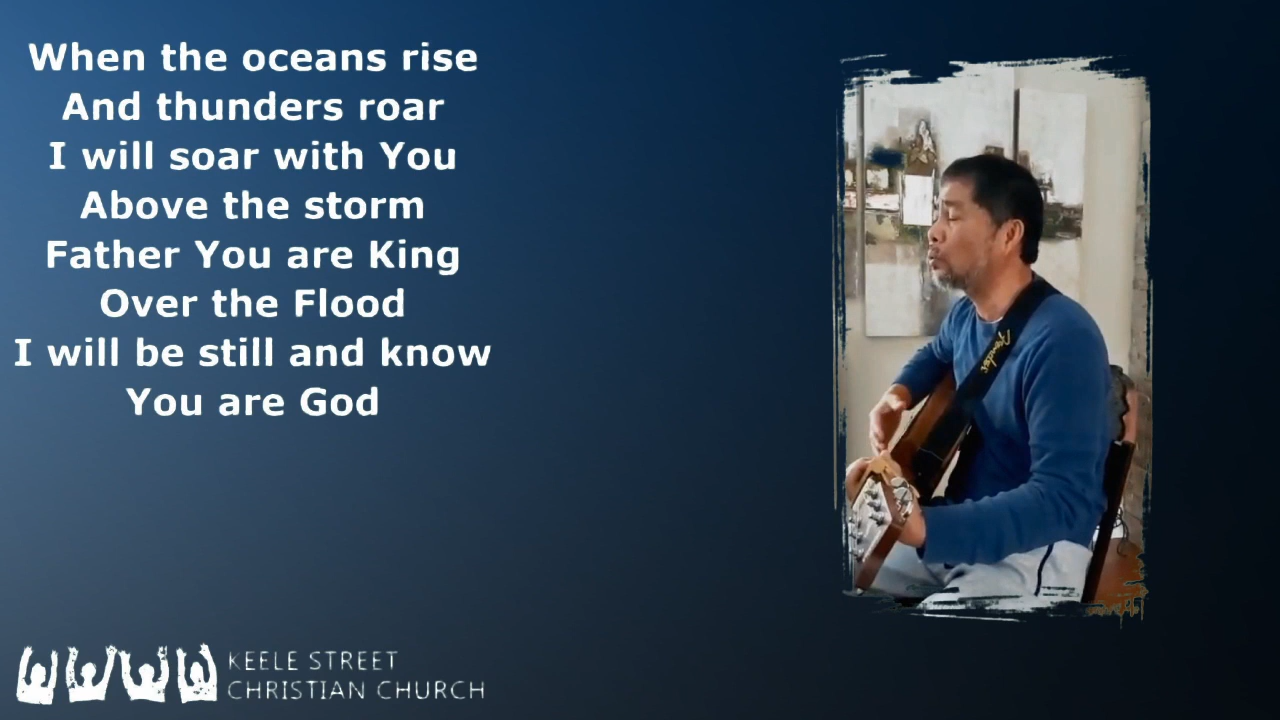 When the oceans rise
And thunders roar
I will soar with You
Above the storm
Father You are King
Over the Flood
I will be still and know
You are God
Fender
KEELE STREET
CHRISTIAN CHURCH